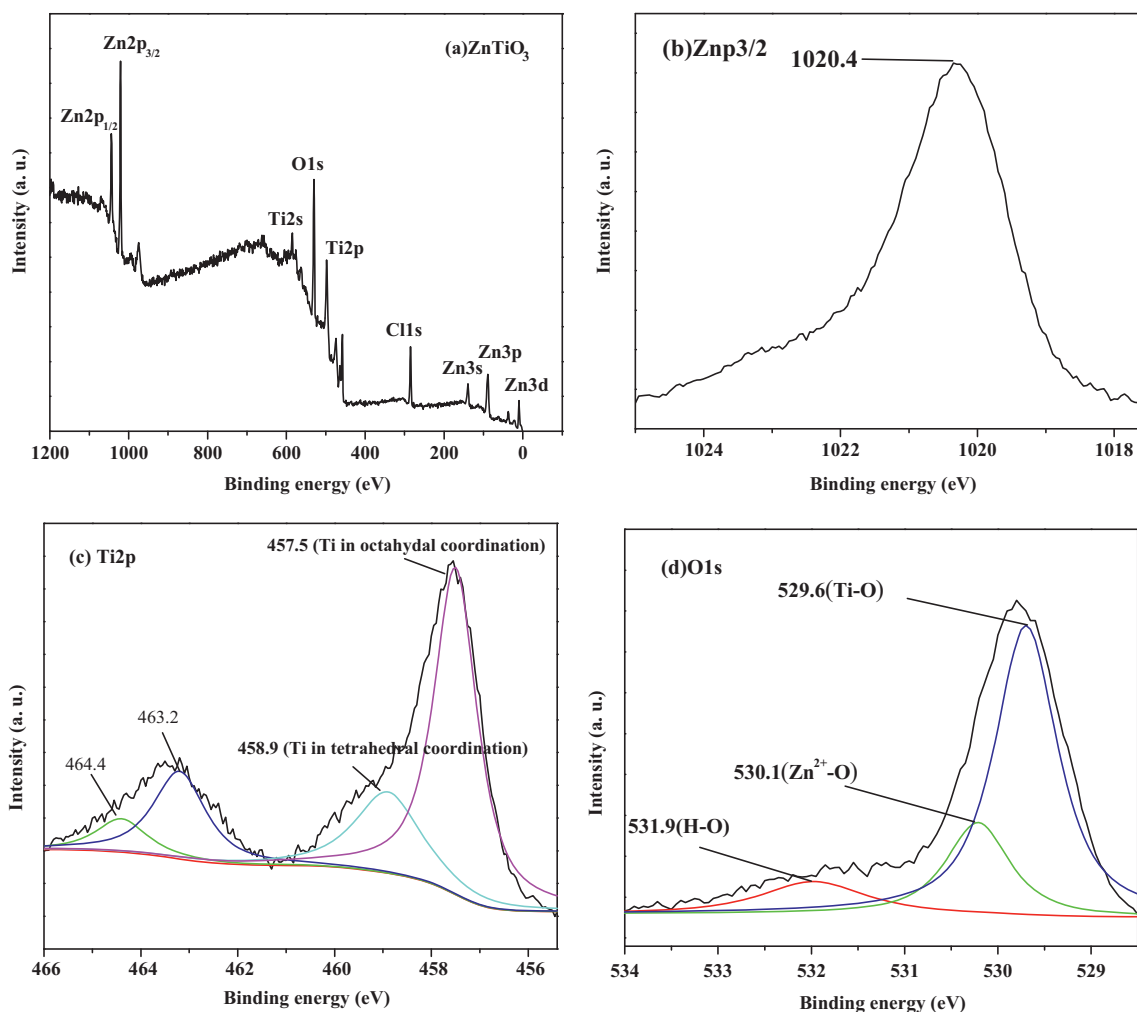 (a)ZnTiO₃
Zn2p₃/₂
Zn2p₁/₂
O1s
Ti2s
Ti2p
Cl1s
Zn3s
Zn3p
Zn3d
Intensity (a. u.)
1200 1000 800 600 400 200 0
Binding energy (eV)
(b)Znp3/2
1020.4
Intensity (a. u.)
1024 1022 1020 1018
Binding energy (eV)
(c) Ti2p
457.5 (Ti in octahydal coordination)
458.9 (Ti in tetrahedral coordination)
463.2
464.4
Intensity (a. u.)
466 464 462 460 458 456
Binding energy (eV)
(d)O1s
529.6(Ti-O)
530.1(Zn²⁺-O)
531.9(H-O)
Intensity (a. u.)
534 533 532 531 530 529
Binding energy (eV)